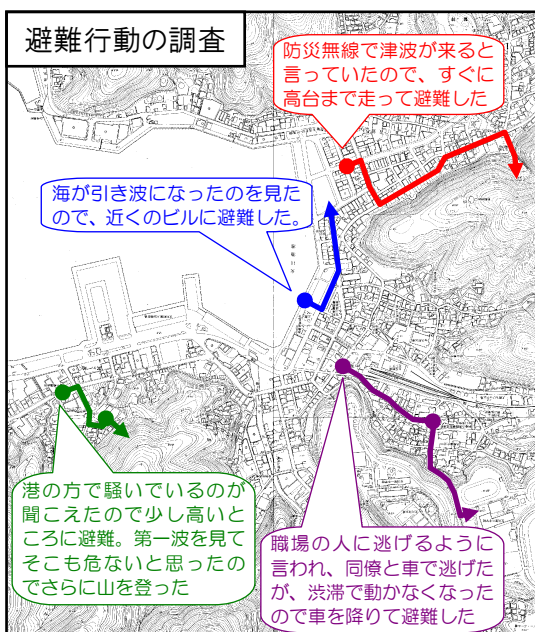 避難行動の調査
防災無線で津波が来ると
言っていたので、すぐに
高台まで走って避難した
海が引き波になったのを見た
ので、近くのビルに避難した。
港の方で騒いでいるのが
聞こえたので少し高いと
ころに避難。第一波を見て
そこも危ないと思ったの
でさらに山を登った
職場の人に逃げるように
言われ、同僚と車で逃げた
が、渋滞で動かなくなった
ので車を降りて避難した